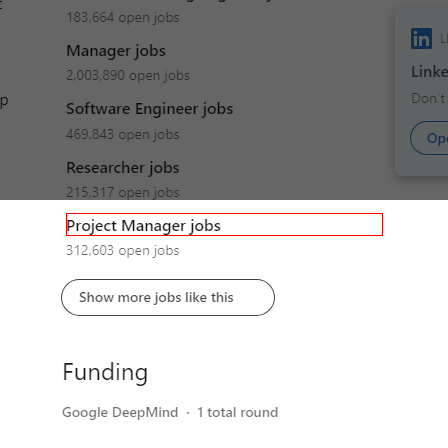 183,664 open jobs
Manager jobs
2,003,890 open jobs
Software Engineer jobs
469,843 open jobs
Researcher jobs
215,317 open jobs
Project Manager jobs
312,603 open jobs
Show more jobs like this
Funding
Google DeepMind · 1 total round
in
Don't